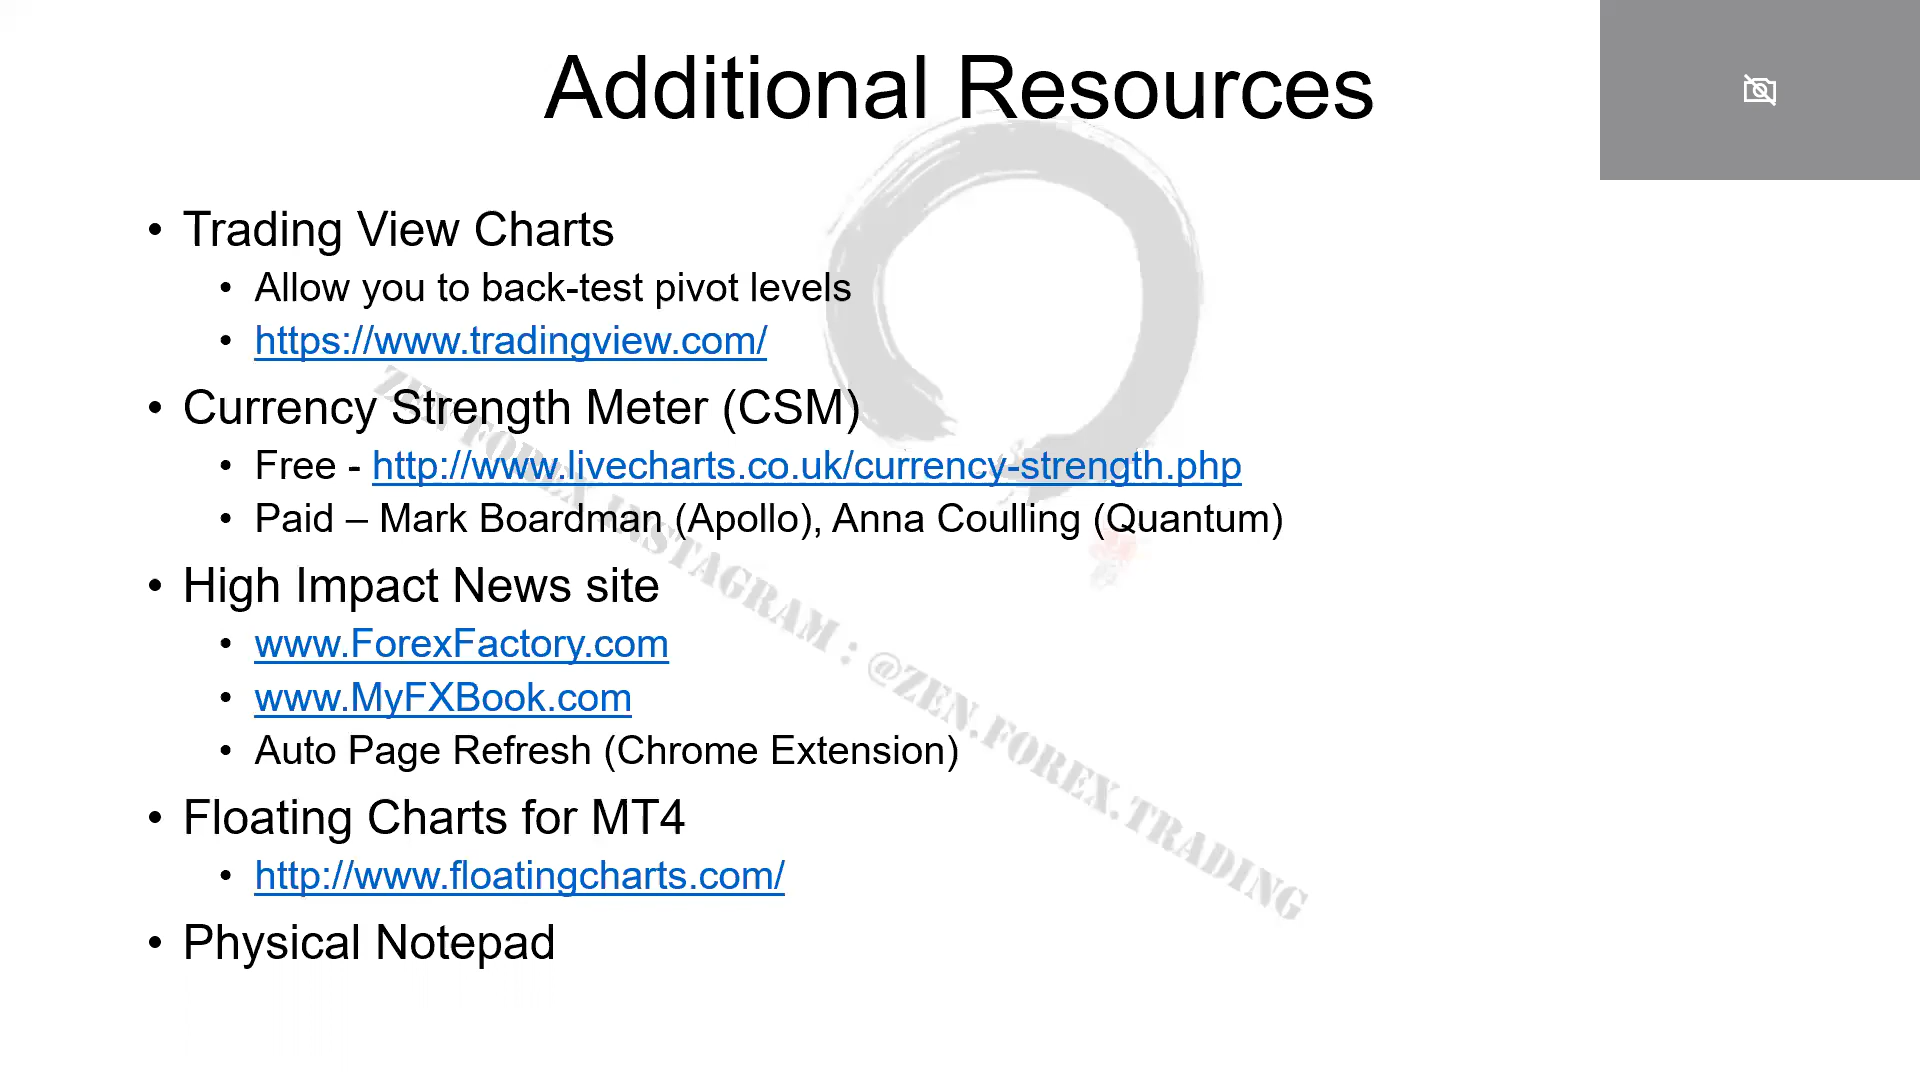 Additional Resources
• Trading View Charts
• Allow you to back-test pivot levels
• https://www.tradingview.com/
• Currency Strength Meter (CSM)
• Free - http://www.livecharts.co.uk/currency-strength.php
• Paid – Mark Boardman (Apollo), Anna Coulling (Quantum)
• High Impact News site
• www.ForexFactory.com
• www.MyFXBook.com
• Auto Page Refresh (Chrome Extension)
• Floating Charts for MT4
• http://www.floatingcharts.com/
• Physical Notepad
ZEN FOREX INSTAGRAM : @ZEN.FOREX.TRADING